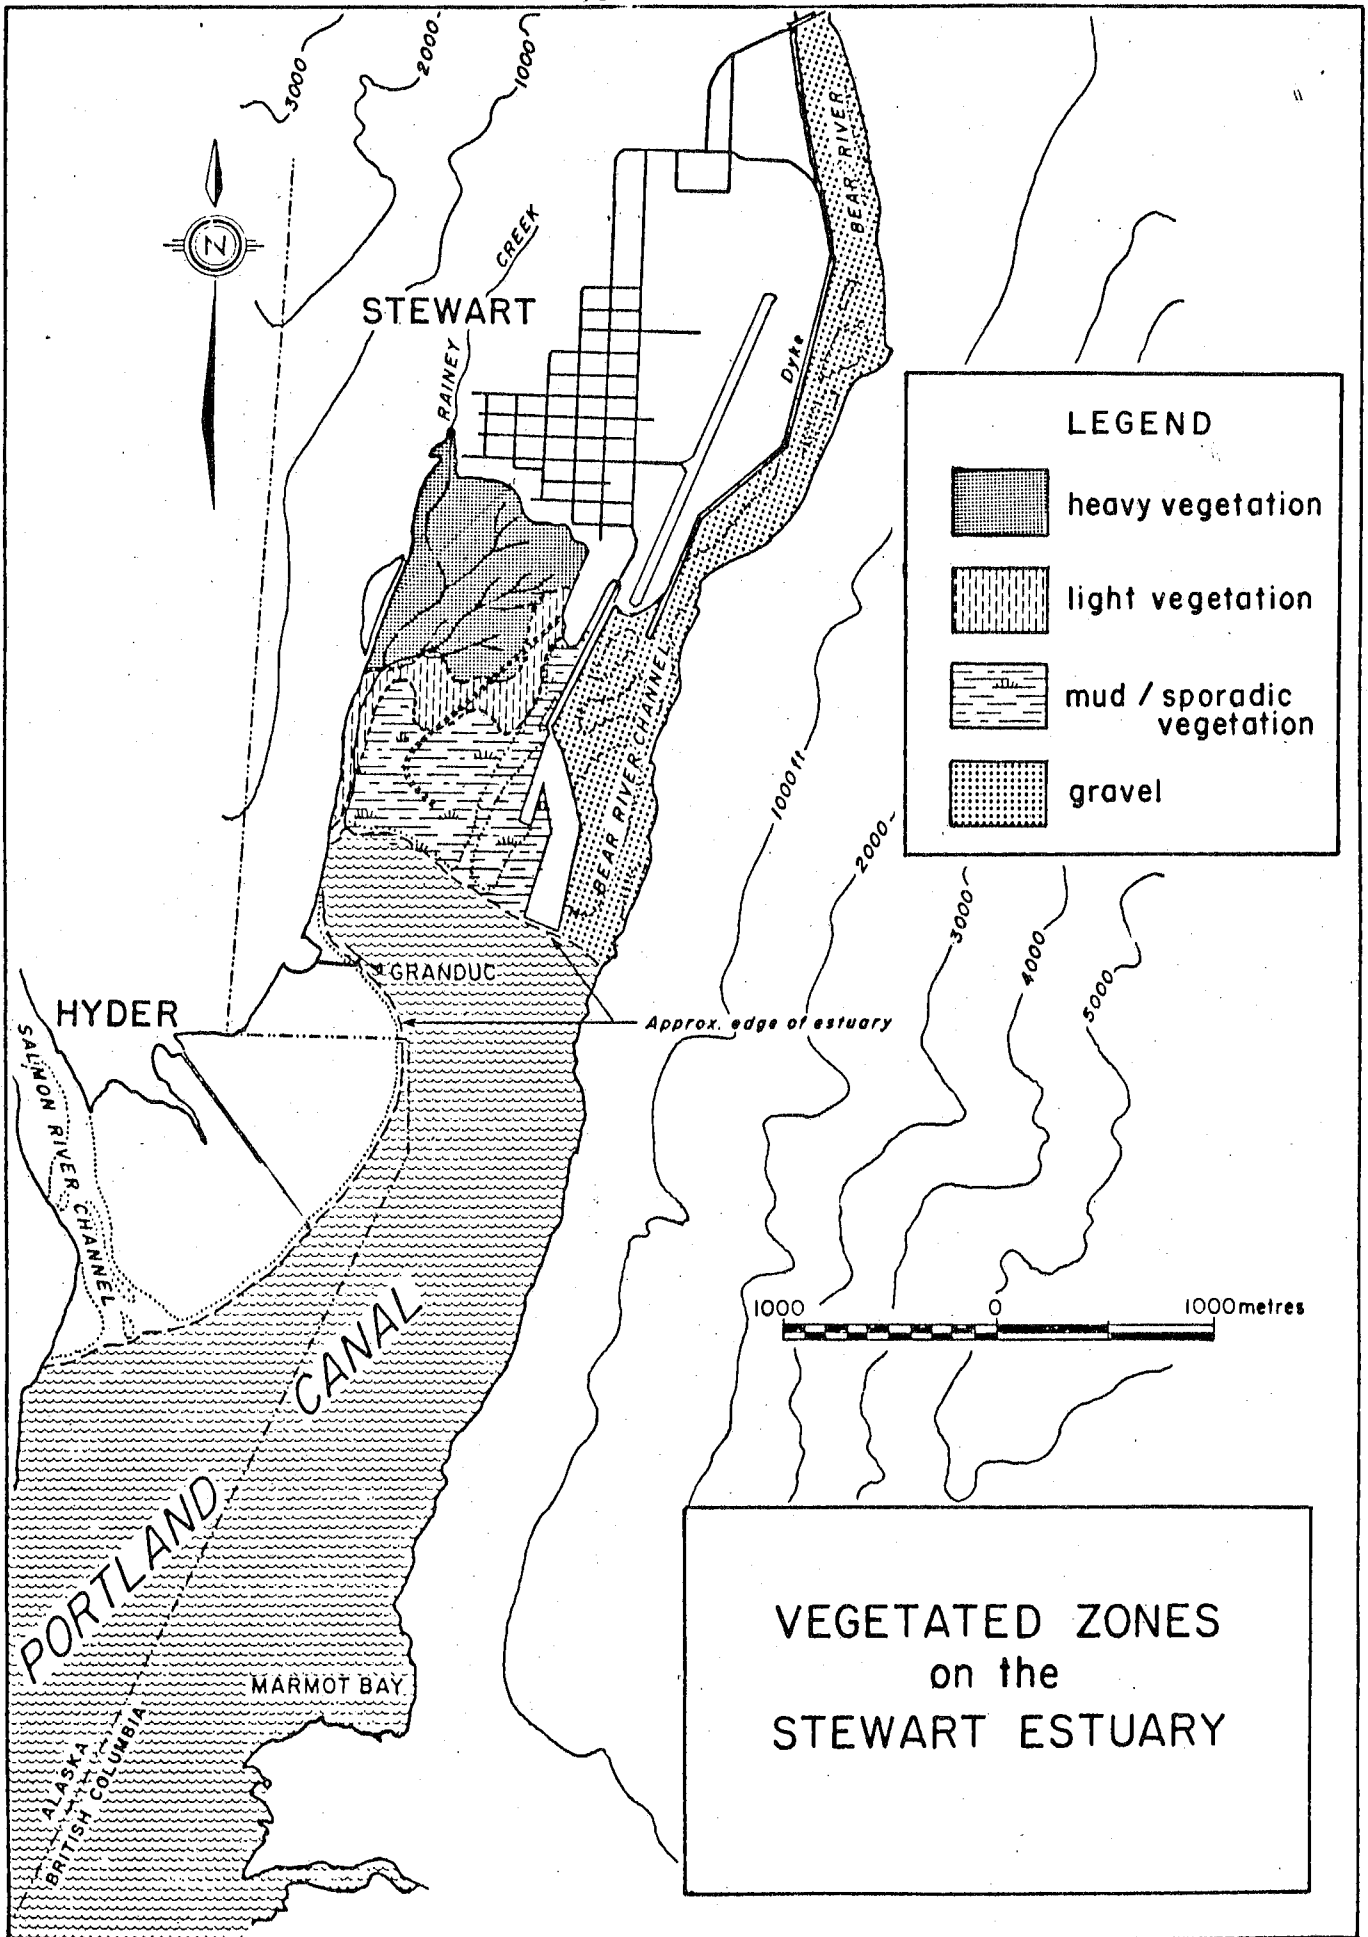 3000
2000
1000
BEAR RIVER
BEAR RIVER
N
CREEK
STEWART
RAINEY
Dyke
LEGEND
heavy vegetation
light vegetation
mud / sporadic
vegetation
gravel
BEAR RIVER CHANNEL
1000 ft
2000
3000
4000
5000
GRANDUC
HYDER
Approx. edge of estuary
SALMON RIVER CHANNEL
1000 0 1000 metres
PORTLAND CANAL
MARMOT BAY
ALASKA
BRITISH COLUMBIA
VEGETATED ZONES
on the
STEWART ESTUARY